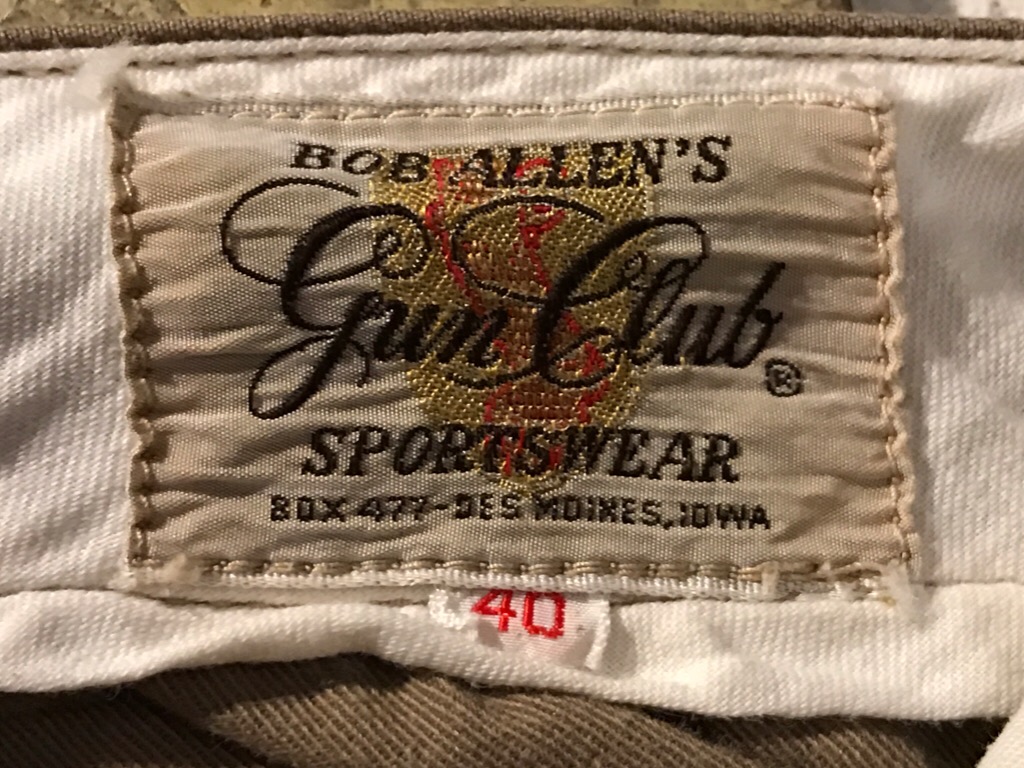 BOB ALLEN'S
Gun Club®
SPORTSWEAR
BOX 477-DES MOINES, IOWA
40